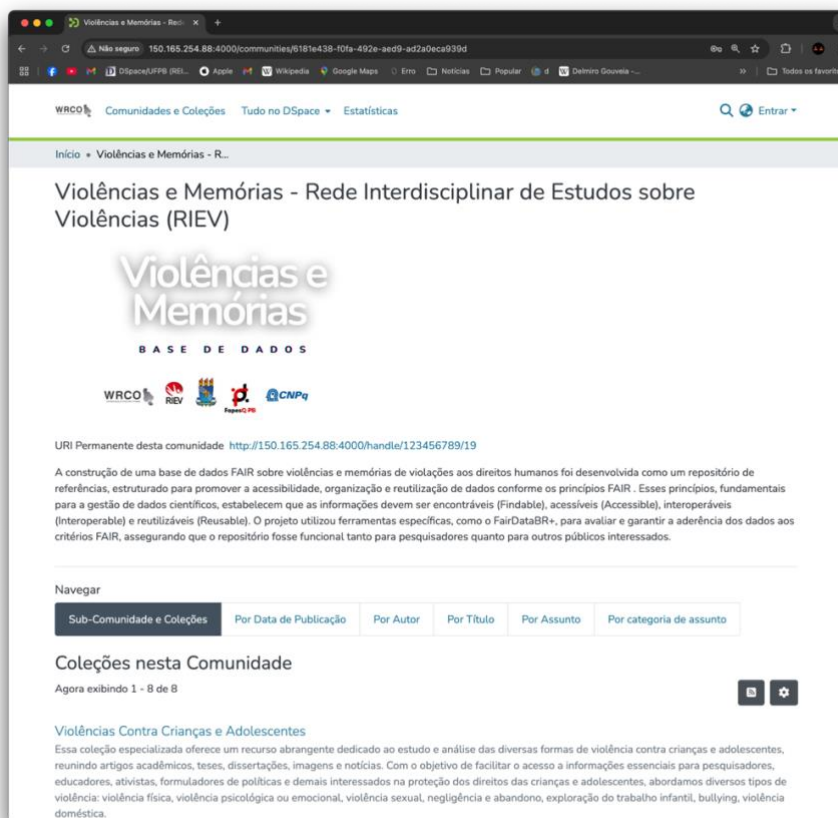 Violências e Memórias - Red
Não seguro 150.165.254.88:4000/communities/6181e438-f0fa-492e-aed9-ad2a0eca939d
DSpace/UFPB (REI... Apple Wikipedia Google Maps Erro Notícias Popular d Delmiro Gouveia -... » Todos os favorito
WRCO Comunidades e Coleções Tudo no DSpace Estatísticas Entrar
Início • Violências e Memórias - R...
Violências e Memórias - Rede Interdisciplinar de Estudos sobre
Violências (RIEV)
Violências e
Memórias
BASE DE DADOS
WRCO RIEV FapesQ-PB CNPq
URI Permanente desta comunidade http://150.165.254.88:4000/handle/123456789/19
A construção de uma base de dados FAIR sobre violências e memórias de violações aos direitos humanos foi desenvolvida como um repositório de
referências, estruturado para promover a acessibilidade, organização e reutilização de dados conforme os princípios FAIR . Esses princípios, fundamentais
para a gestão de dados científicos, estabelecem que as informações devem ser encontráveis (Findable), acessíveis (Accessible), interoperáveis
(Interoperable) e reutilizáveis (Reusable). O projeto utilizou ferramentas específicas, como o FairDataBR+, para avaliar e garantir a aderência dos dados aos
critérios FAIR, assegurando que o repositório fosse funcional tanto para pesquisadores quanto para outros públicos interessados.
Navegar
Sub-Comunidade e Coleções Por Data de Publicação Por Autor Por Título Por Assunto Por categoria de assunto
Coleções nesta Comunidade
Agora exibindo 1 - 8 de 8
Violências Contra Crianças e Adolescentes
Essa coleção especializada oferece um recurso abrangente dedicado ao estudo e análise das diversas formas de violência contra crianças e adolescentes,
reunindo artigos acadêmicos, teses, dissertações, imagens e notícias. Com o objetivo de facilitar o acesso a informações essenciais para pesquisadores,
educadores, ativistas, formuladores de políticas e demais interessados na proteção dos direitos das crianças e adolescentes, abordamos diversos tipos de
violência: violência física, violência psicológica ou emocional, violência sexual, negligência e abandono, exploração do trabalho infantil, bullying, violência
doméstica.